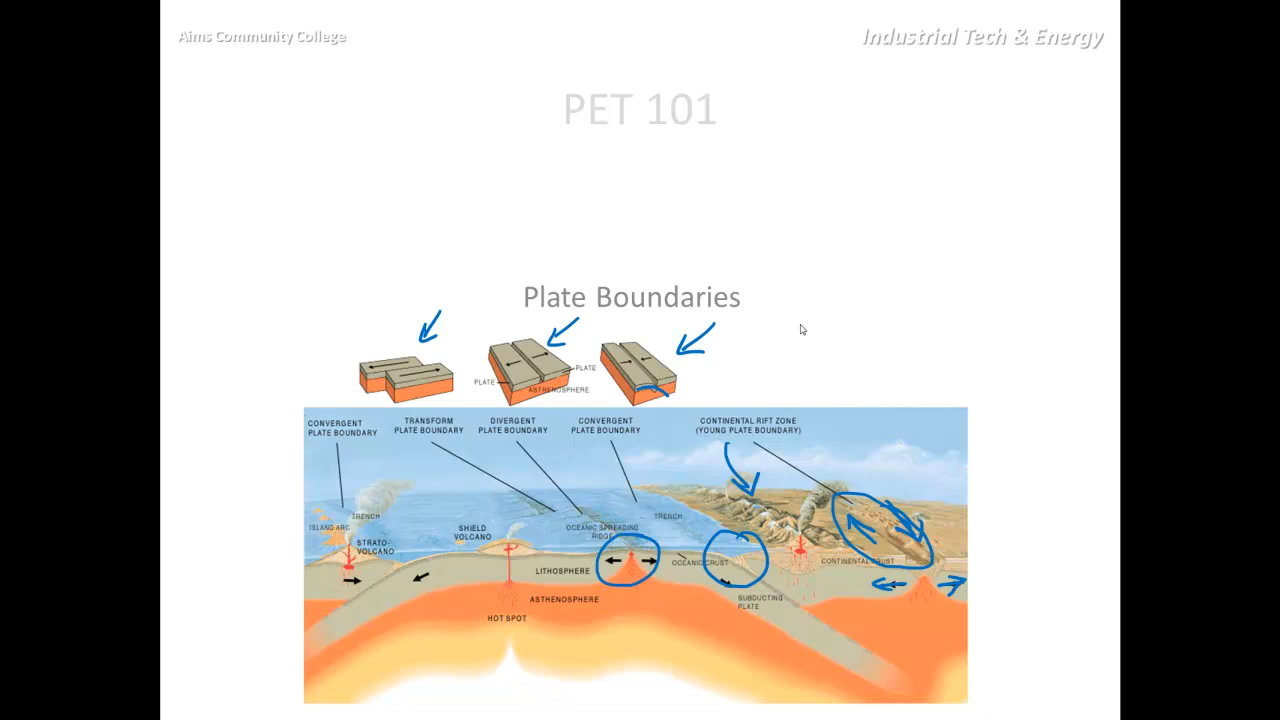 Aims Community College
Industrial Tech & Energy
PET 101
Plate Boundaries
PLATE
PLATE
ASTHENOSPHERE
CONVERGENT
PLATE BOUNDARY
TRANSFORM
PLATE BOUNDARY
DIVERGENT
PLATE BOUNDARY
CONVERGENT
PLATE BOUNDARY
CONTINENTAL RIFT ZONE
(YOUNG PLATE BOUNDARY)
TRENCH
ISLAND ARC
STRATO-
VOLCANO
SHIELD
VOLCANO
OCEANIC SPREADING
RIDGE
TRENCH
LITHOSPHERE
OCEANIC CRUST
CONTINENTAL CRUST
ASTHENOSPHERE
SUBDUCTING
PLATE
HOT SPOT